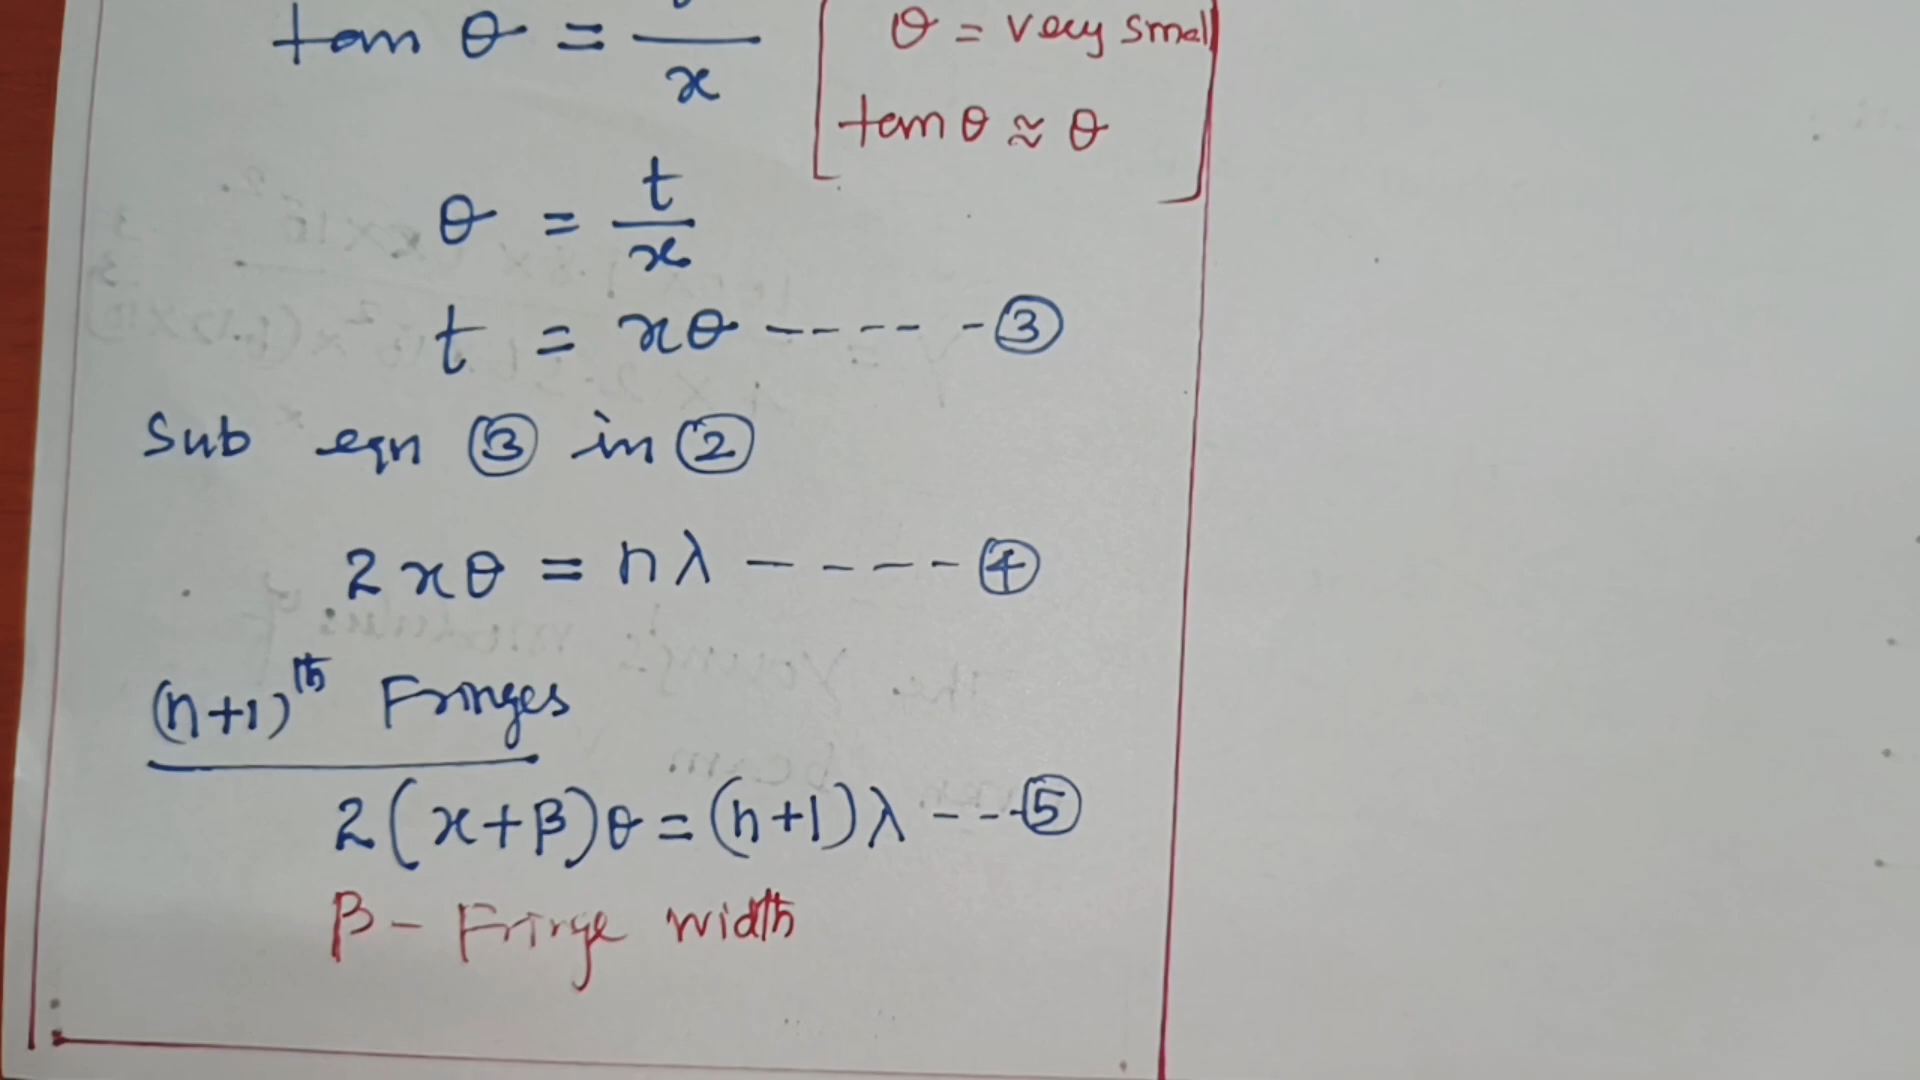 tan θ = /x [θ = very small
tan θ ≈ θ]
θ = t/x
t = xθ ----- ③
Sub eqn ③ in ②
2xθ = nλ ----- ④
(n+1)th Fringes
2(x+β)θ = (n+1)λ --- ⑤
β - Fringe width